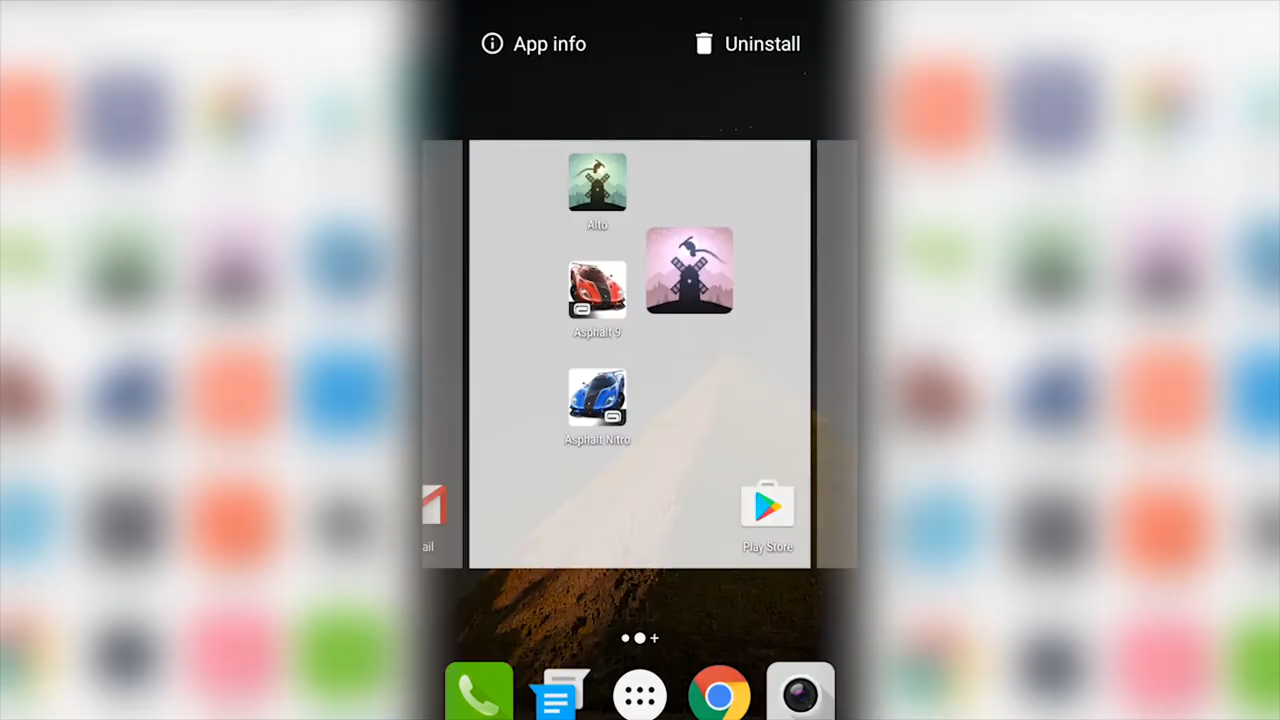 App info
Uninstall
Alto
Asphalt 9
Asphalt Nitro
ail
Play Store